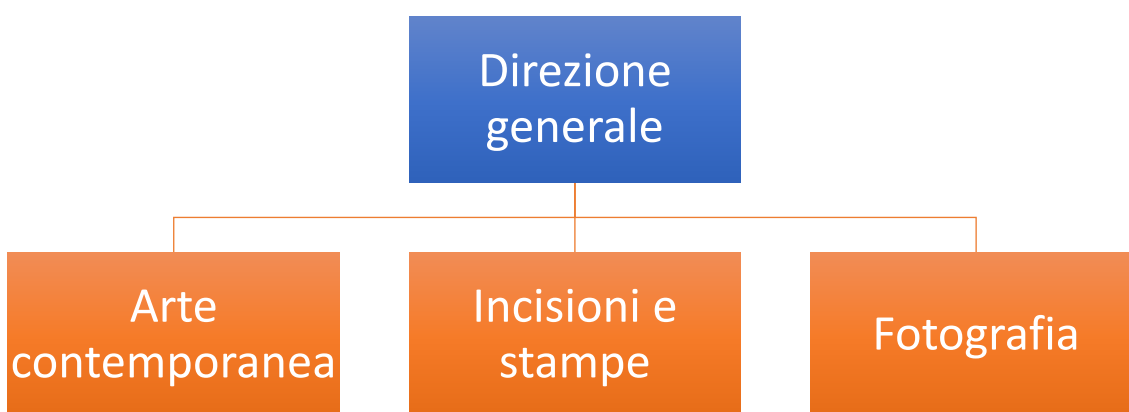 Direzione
generale
Arte
contemporanea
Incisioni e
stampe
Fotografia